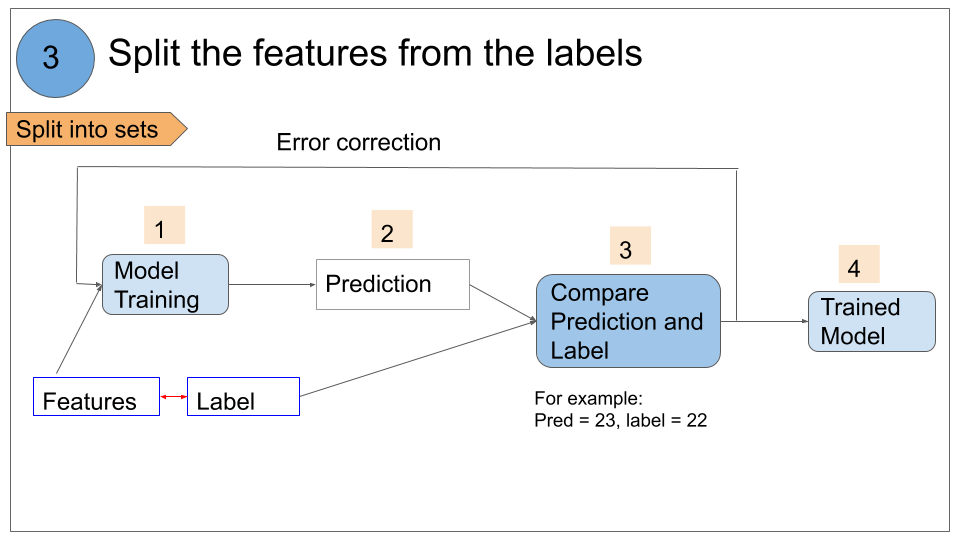 3
Split the features from the labels
Split into sets
Error correction
1
Model
Training
2
Prediction
3
Compare
Prediction and
Label
4
Trained
Model
Features
Label
For example:
Pred = 23, label = 22